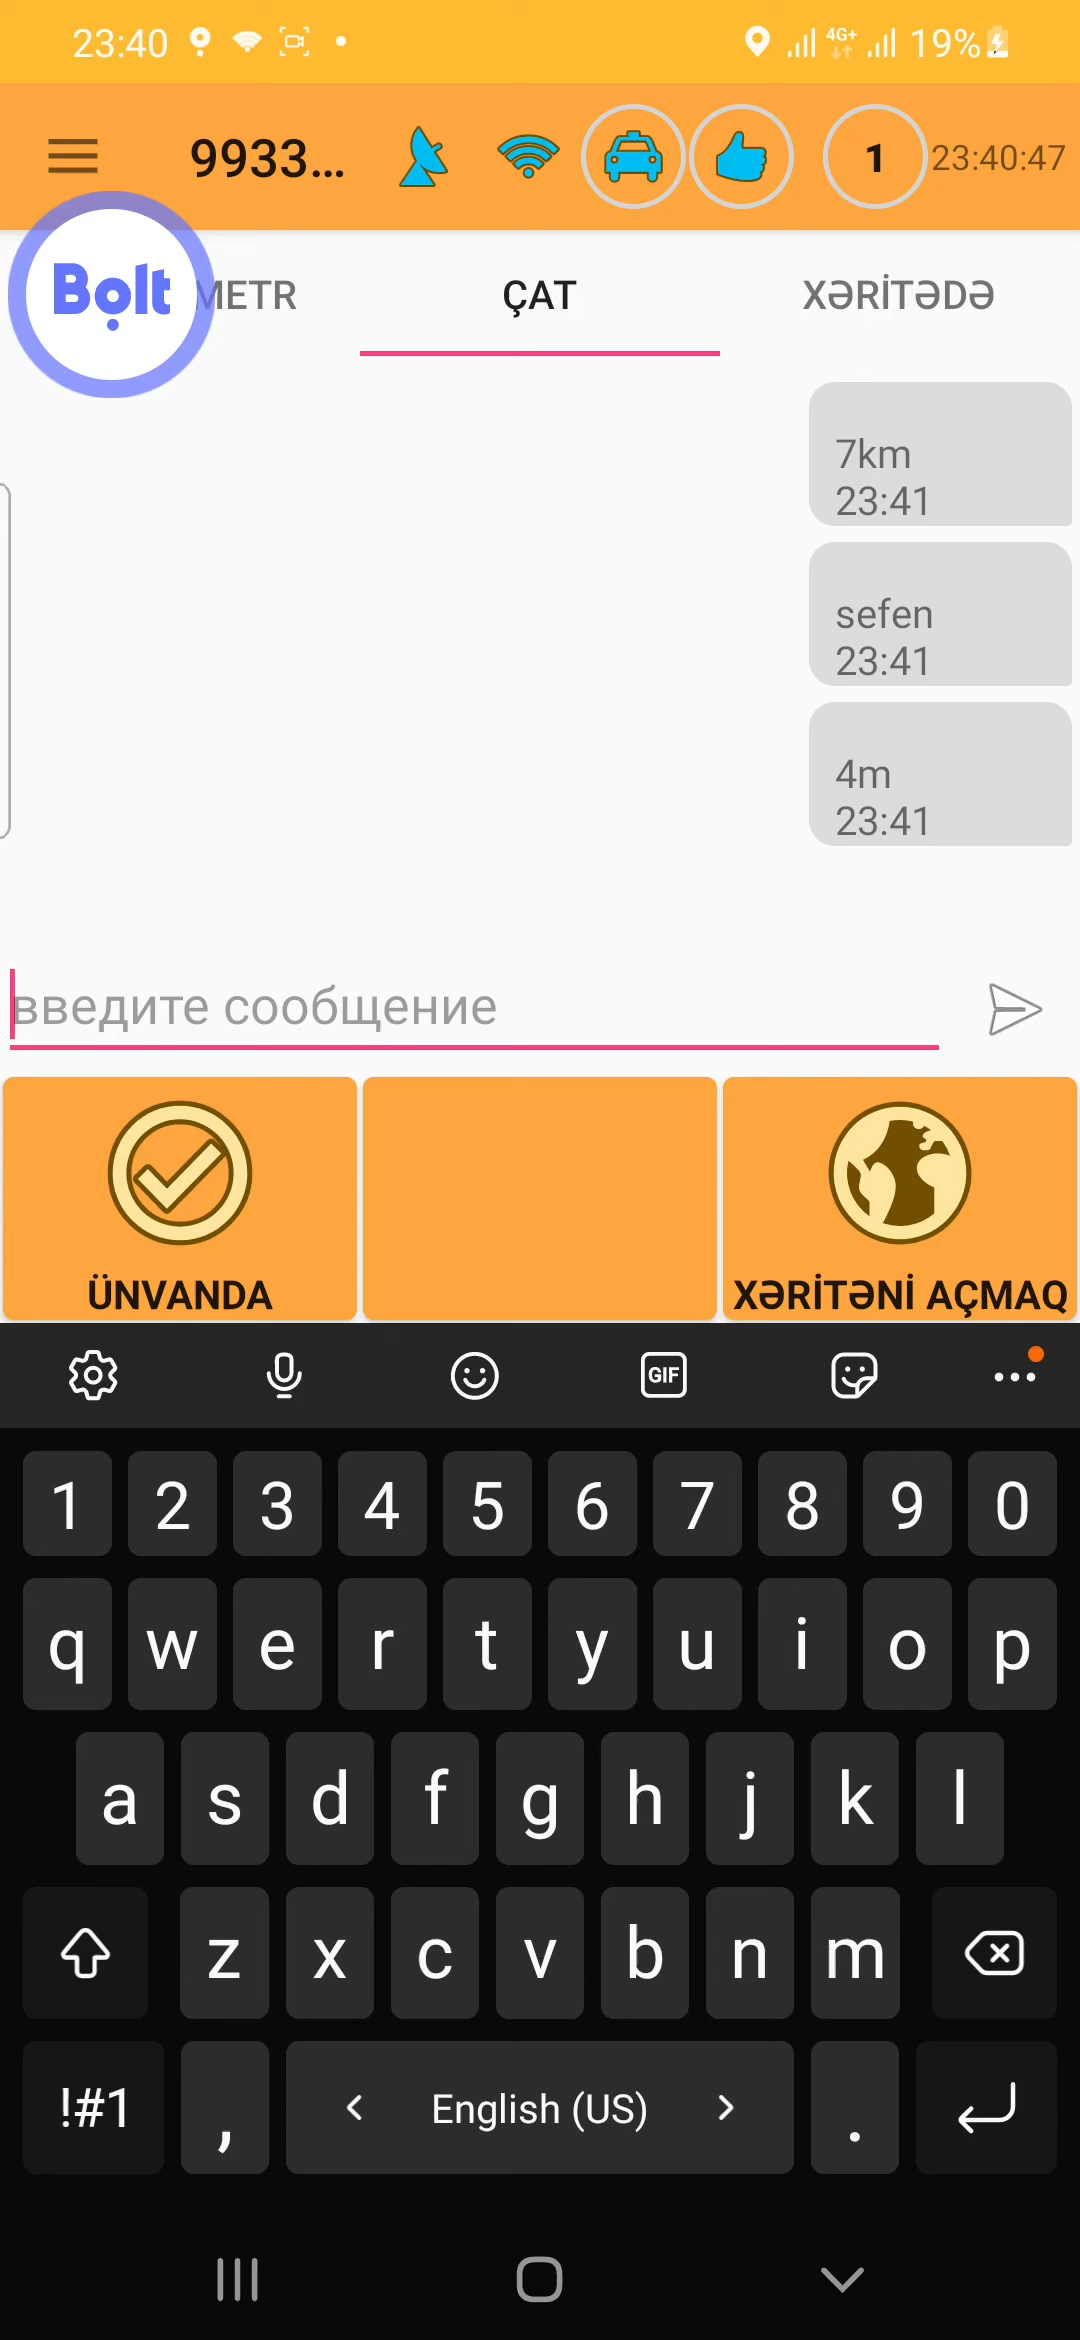 23:40
4G+
19%
9933...
1
23:40:47
Bolt
METR
ÇAT
XƏRİTƏDƏ
7km
23:41
sefen
23:41
4m
23:41
введите сообщение
ÜNVANDA
XƏRİTƏNİ AÇMAQ
GIF
1 2 3 4 5 6 7 8 9 0
q w e r t y u i o p
a s d f g h j k l
z x c v b n m
!#1 , < English (US) > .